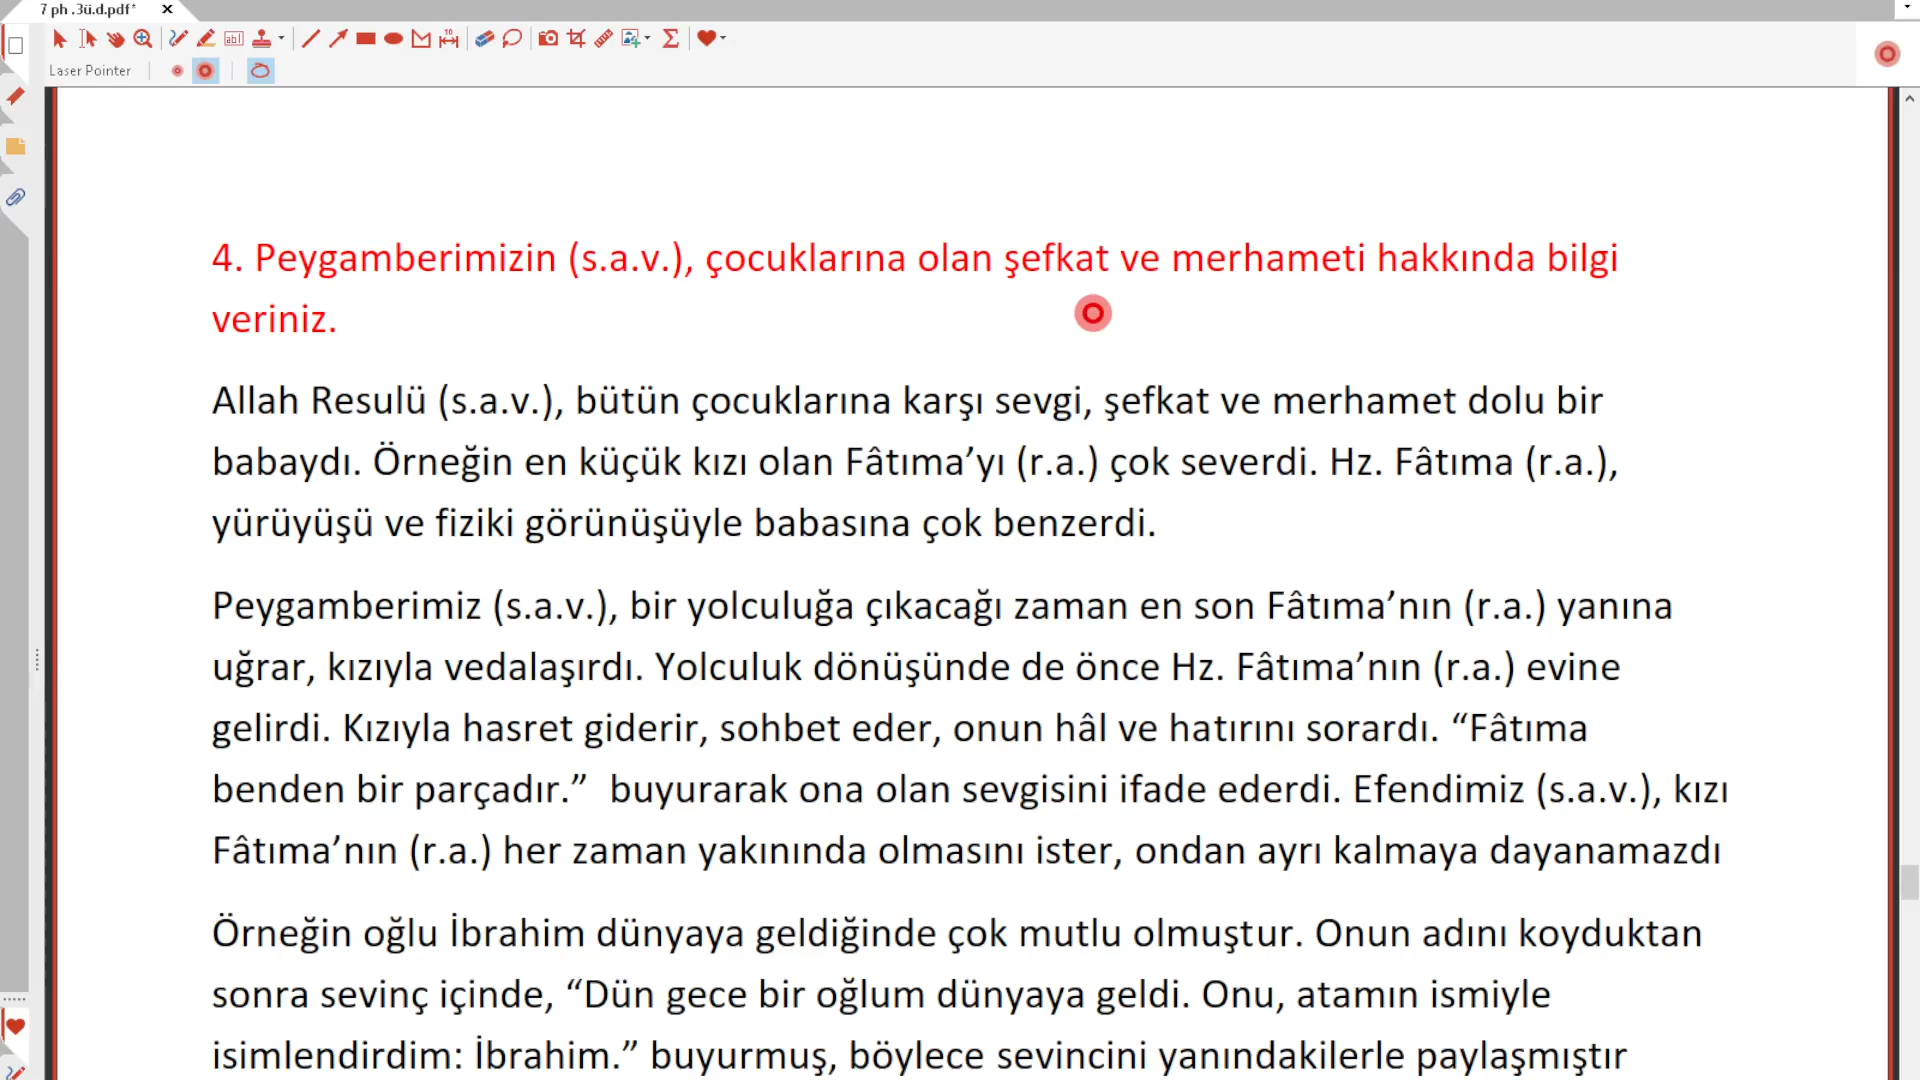 7 ph .3ü.d.pdf*
Laser Pointer
4. Peygamberimizin (s.a.v.), çocuklarına olan şefkat ve merhameti hakkında bilgi
veriniz.
Allah Resulü (s.a.v.), bütün çocuklarına karşı sevgi, şefkat ve merhamet dolu bir
babaydı. Örneğin en küçük kızı olan Fâtıma’yı (r.a.) çok severdi. Hz. Fâtıma (r.a.),
yürüyüşü ve fiziki görünüşüyle babasına çok benzerdi.
Peygamberimiz (s.a.v.), bir yolculuğa çıkacağı zaman en son Fâtıma’nın (r.a.) yanına
uğrar, kızıyla vedalaşırdı. Yolculuk dönüşünde de önce Hz. Fâtıma’nın (r.a.) evine
gelirdi. Kızıyla hasret giderir, sohbet eder, onun hâl ve hatırını sorardı. “Fâtıma
benden bir parçadır.”  buyurarak ona olan sevgisini ifade ederdi. Efendimiz (s.a.v.), kızı
Fâtıma’nın (r.a.) her zaman yakınında olmasını ister, ondan ayrı kalmaya dayanamazdı
Örneğin oğlu İbrahim dünyaya geldiğinde çok mutlu olmuştur. Onun adını koyduktan
sonra sevinç içinde, “Dün gece bir oğlum dünyaya geldi. Onu, atamın ismiyle
isimlendirdim: İbrahim.” buyurmuş, böylece sevincini yanındakilerle paylaşmıştır